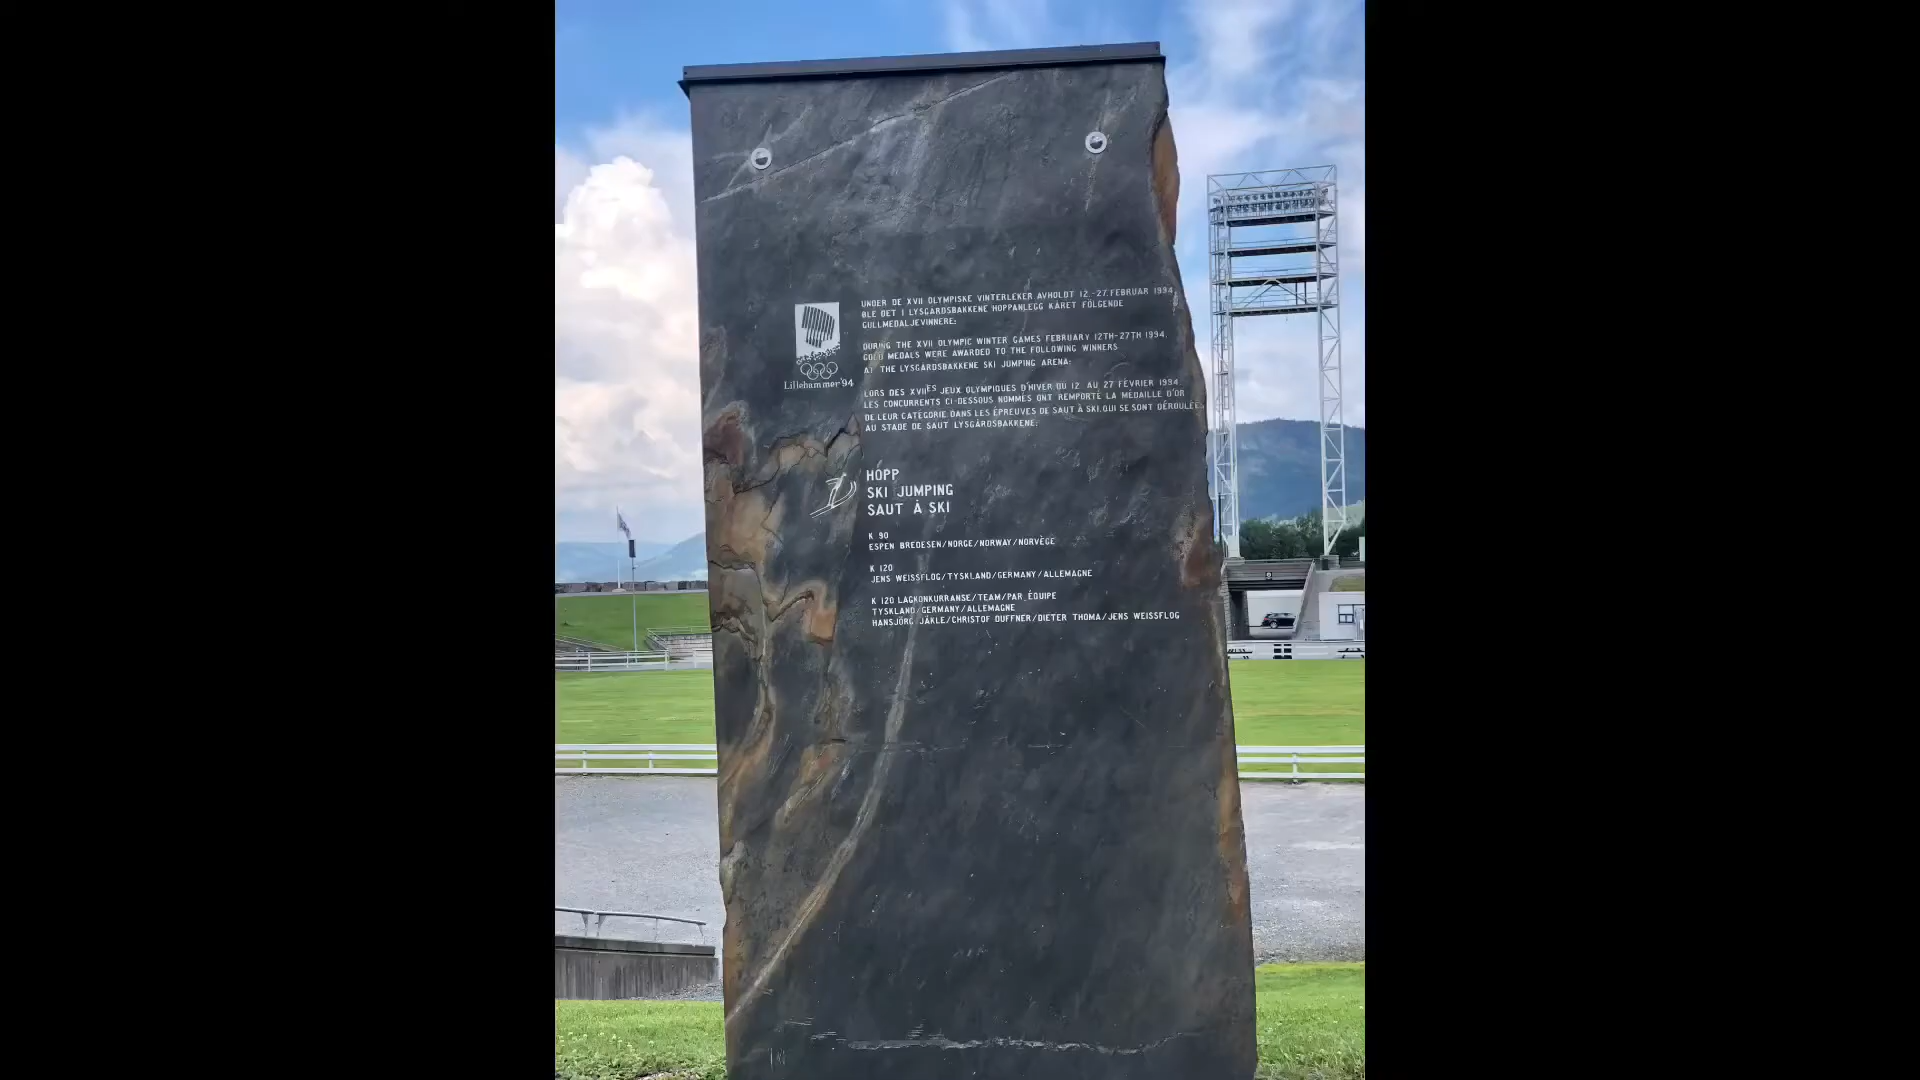 Lillehammer '94
UNDER DE XVII OLYMPISKE VINTERLEKER AVHOLDT 12.-27. FEBRUAR 1994,
BLE DET I LYSGÅRDSBAKKENE HOPPANLEGG KÅRET FÖLGENDE
GULLMEDALJEVINNERE:
DURING THE XVII OLYMPIC WINTER GAMES FEBRUARY 12TH-27TH 1994,
GOLD MEDALS WERE AWARDED TO THE FOLLOWING WINNERS
AT THE LYSGÅRDSBAKKENE SKI JUMPING ARENA:
LORS DES XVIIES JEUX OLYMPIQUES D'HIVER DU 12. AU 27 FÉVRIER 1994,
LES CONCURRENTS CI-DESSOUS NOMMÉS ONT REMPORTÉ LA MÉDAILLE D'OR
DE LEUR CATÉGORIE DANS LES ÉPREUVES DE SAUT À SKI, QUI SE SONT DÉROULÉES
AU STADE DE SAUT LYSGÅRDSBAKKENE:
HOPP
SKI JUMPING
SAUT À SKI
K 90
ESPEN BREDESEN/NORGE/NORWAY/NORVÈGE
K 120
JENS WEISSFLOG/TYSKLAND/GERMANY/ALLEMAGNE
K 120 LAGKONKURRANSE/TEAM/PAR ÉQUIPE
TYSKLAND/GERMANY/ALLEMAGNE
HANSJÖRG JÄKLE/CHRISTOF DUFFNER/DIETER THOMA/JENS WEISSFLOG